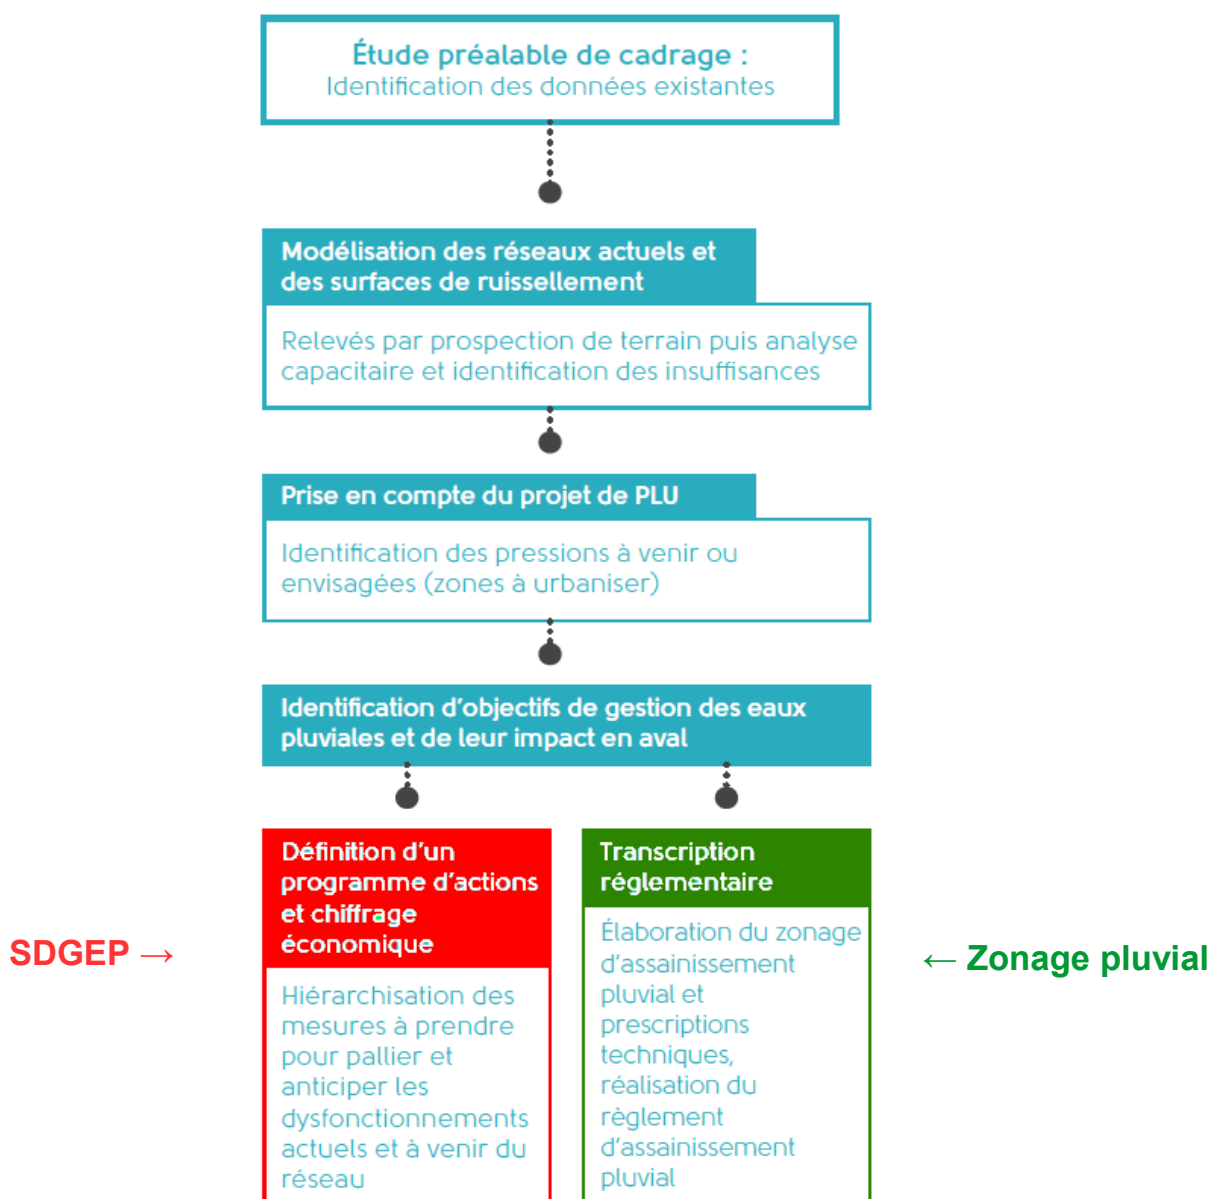 Étude préalable de cadrage :
Identification des données existantes
Modélisation des réseaux actuels et
des surfaces de ruissellement
Relevés par prospection de terrain puis analyse
capacitaire et identification des insuffisances
Prise en compte du projet de PLU
Identification des pressions à venir ou
envisagées (zones à urbaniser)
Identification d'objectifs de gestion des eaux
pluviales et de leur impact en aval
SDGEP →
Définition d'un
programme d'actions
et chiffrage
économique
Hiérarchisation des
mesures à prendre
pour pallier et
anticiper les
dysfonctionnements
actuels et à venir du
réseau
Transcription
réglementaire
Élaboration du zonage
d'assainissement
pluvial et
prescriptions
techniques,
réalisation du
règlement
d'assainissement
pluvial
← Zonage pluvial